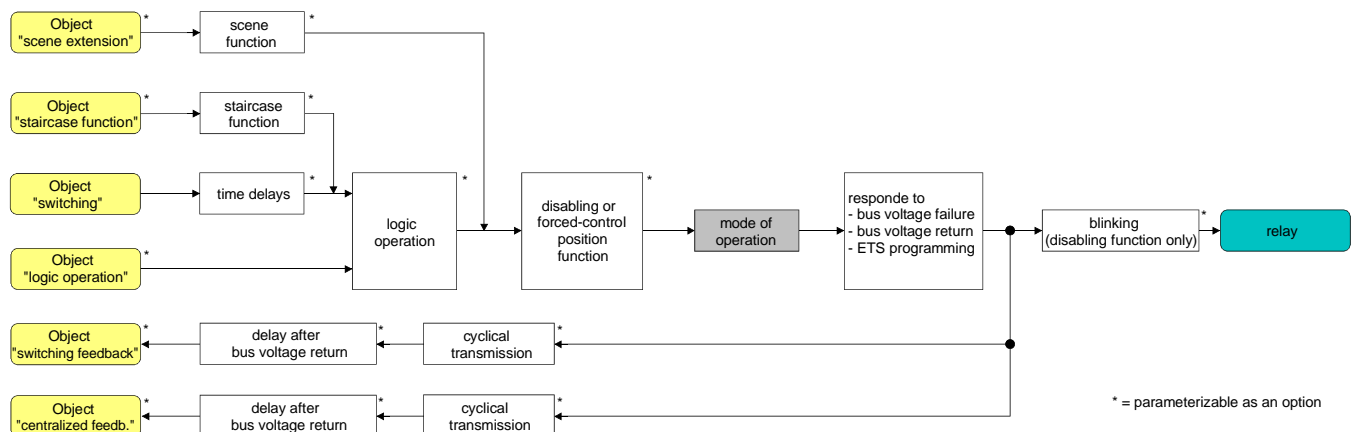 Object
"scene extension"
*
scene
function
*
Object
"staircase function"
*
staircase
function
*
Object
"switching"
time delays
*
logic
operation
*
disabling or
forced-control
position
function
*
mode of
operation
responde to
- bus voltage failure
- bus voltage return
- ETS programming
blinking
(disabling function only)
*
relay
Object
"logic operation"
*
Object
"switching feedback"
*
delay after
bus voltage return
*
cyclical
transmission
*
Object
"centralized feedb."
*
delay after
bus voltage return
*
cyclical
transmission
*
* = parameterizable as an option